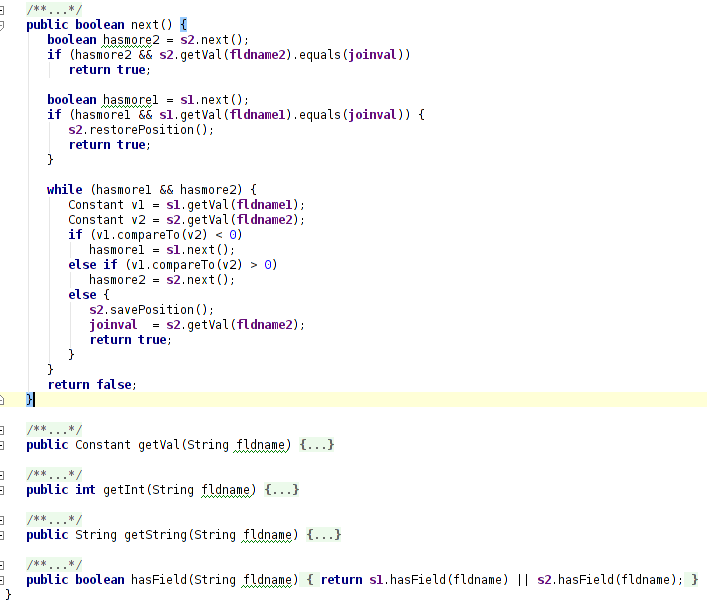 /**...*/
public boolean next() {
boolean hasmore2 = s2.next();
if (hasmore2 && s2.getVal(fldname2).equals(joinval))
return true;
boolean hasmore1 = s1.next();
if (hasmore1 && s1.getVal(fldname1).equals(joinval)) {
s2.restorePosition();
return true;
}
while (hasmore1 && hasmore2) {
Constant v1 = s1.getVal(fldname1);
Constant v2 = s2.getVal(fldname2);
if (v1.compareTo(v2) < 0)
hasmore1 = s1.next();
else if (v1.compareTo(v2) > 0)
hasmore2 = s2.next();
else {
s2.savePosition();
joinval  = s2.getVal(fldname2);
return true;
}
}
return false;
}
/**...*/
public Constant getVal(String fldname) {...}
/**...*/
public int getInt(String fldname) {...}
/**...*/
public String getString(String fldname) {...}
/**...*/
public boolean hasField(String fldname) { return s1.hasField(fldname) || s2.hasField(fldname); }
}